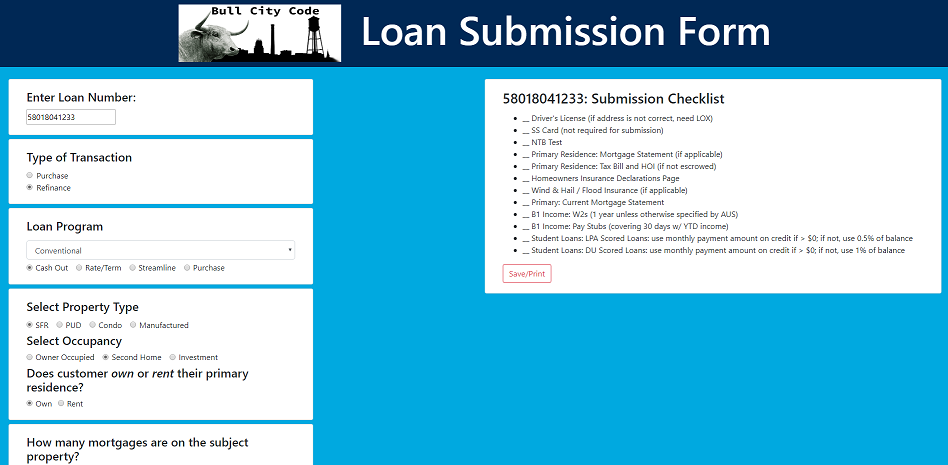 Bull City Code
Loan Submission Form
Enter Loan Number:
58018041233
Type of Transaction
Purchase
Refinance
Loan Program
Conventional
Cash Out Rate/Term Streamline Purchase
Select Property Type
SFR PUD Condo Manufactured
Select Occupancy
Owner Occupied Second Home Investment
Does customer own or rent their primary
residence?
Own Rent
How many mortgages are on the subject
property?
58018041233: Submission Checklist
__ Driver's License (if address is not correct, need LOX)
__ SS Card (not required for submission)
__ NTB Test
__ Primary Residence: Mortgage Statement (if applicable)
__ Primary Residence: Tax Bill and HOI (if not escrowed)
__ Homeowners Insurance Declarations Page
__ Wind & Hail / Flood Insurance (if applicable)
__ Primary: Current Mortgage Statement
__ B1 Income: W2s (1 year unless otherwise specified by AUS)
__ B1 Income: Pay Stubs (covering 30 days w/ YTD income)
__ Student Loans: LPA Scored Loans: use monthly payment amount on credit if > $0; if not, use 0.5% of balance
__ Student Loans: DU Scored Loans: use monthly payment amount on credit if > $0; if not, use 1% of balance
Save/Print